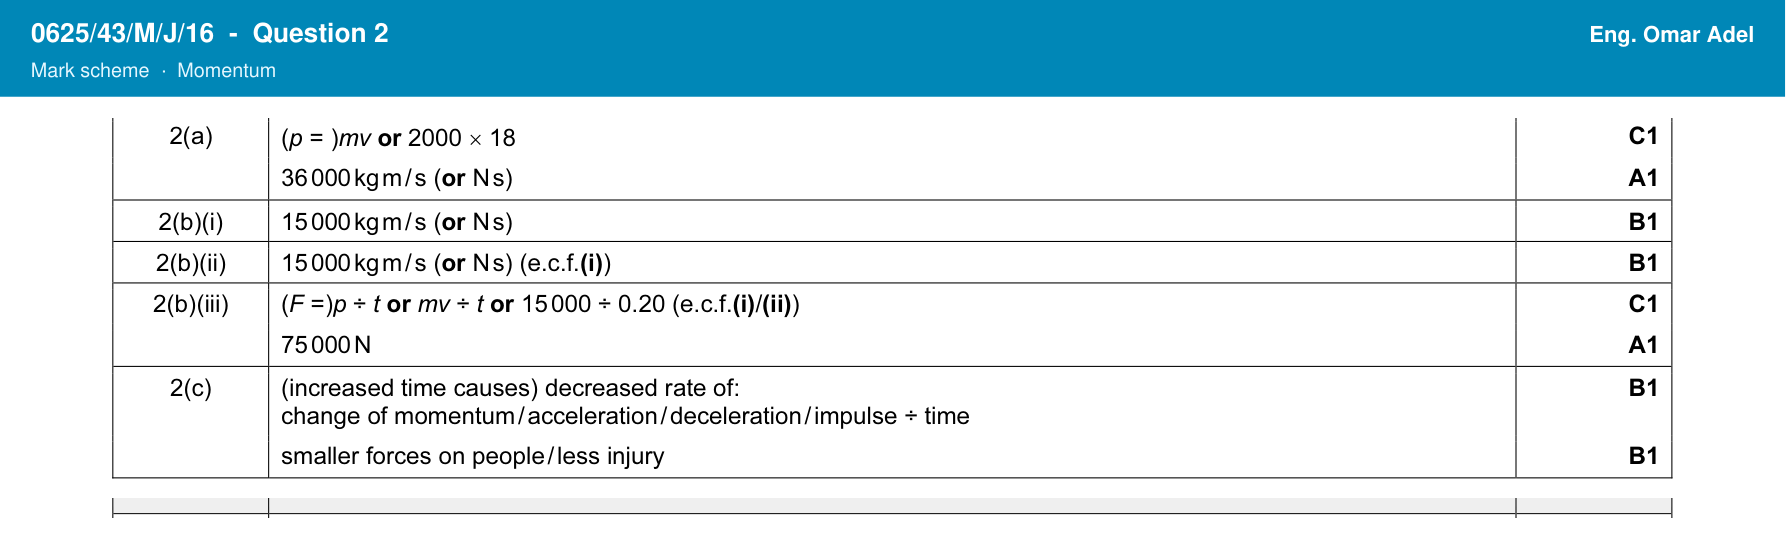 0625/43/M/J/16 - Question 2
Eng. Omar Adel
Mark scheme · Momentum
2(a) (p = )mv or 2000 × 18 C1
36 000 kg m / s (or N s) A1
2(b)(i) 15 000 kg m / s (or N s) B1
2(b)(ii) 15 000 kg m / s (or N s) (e.c.f.(i)) B1
2(b)(iii) (F =)p ÷ t or mv ÷ t or 15 000 ÷ 0.20 (e.c.f.(i)/(ii)) C1
75 000 N A1
2(c) (increased time causes) decreased rate of: B1
change of momentum / acceleration / deceleration / impulse ÷ time
smaller forces on people / less injury B1